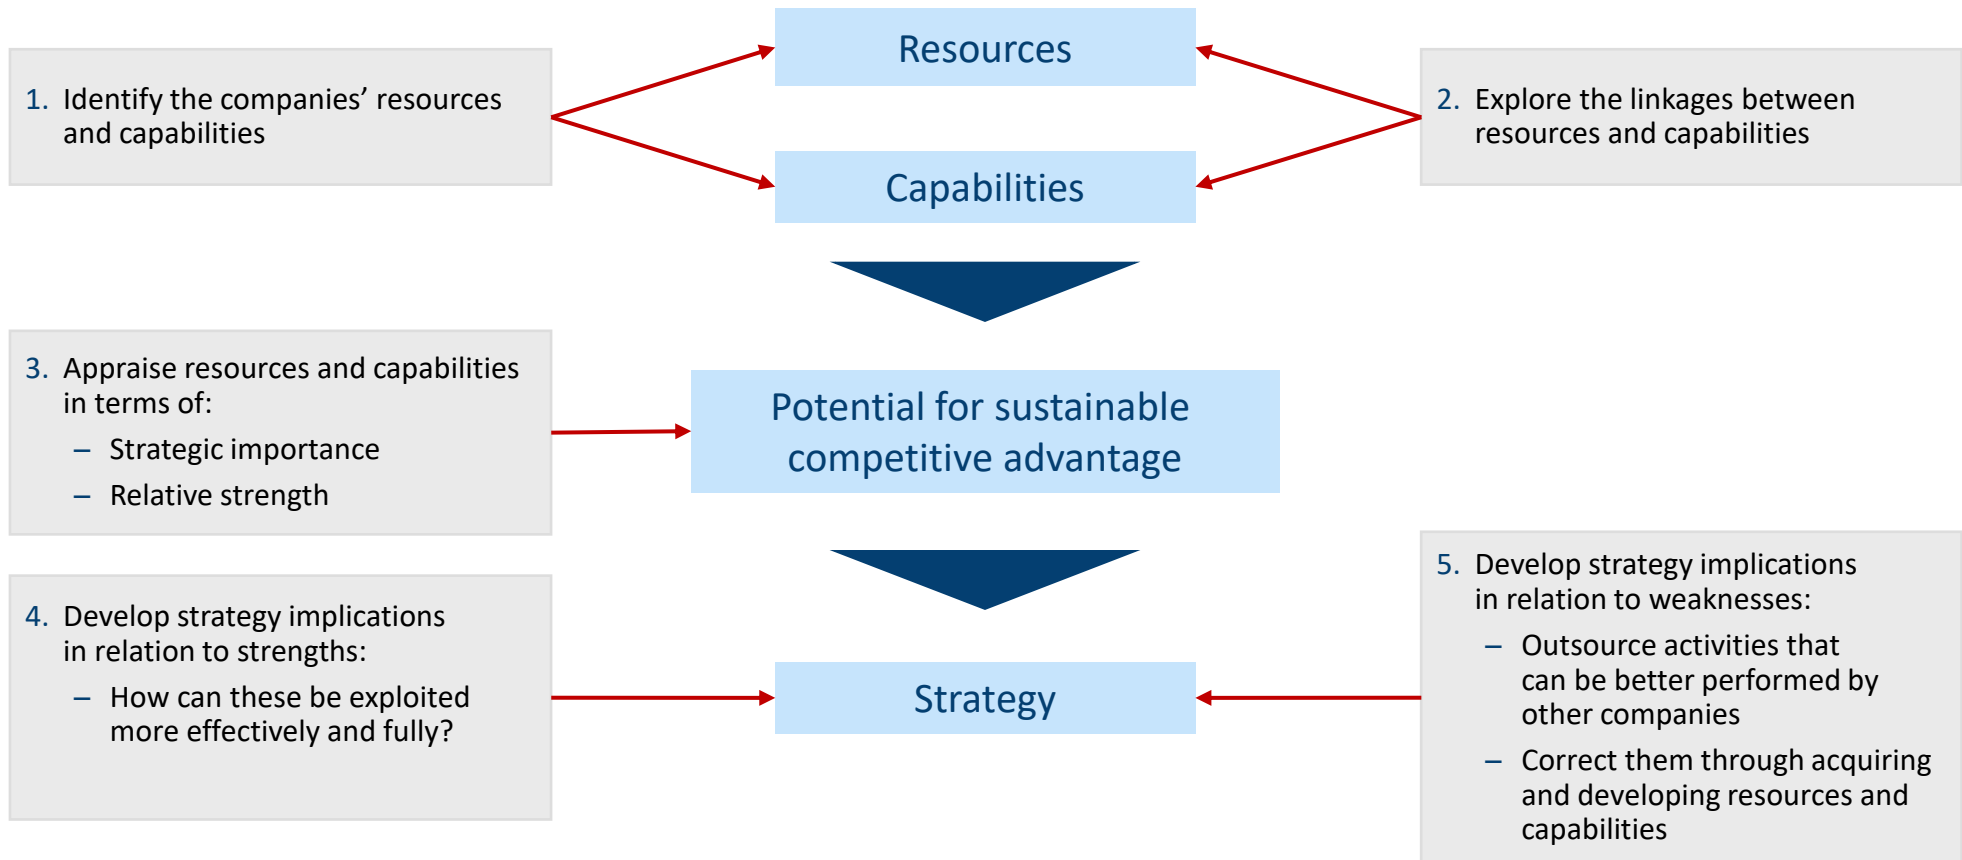 Resources
1. Identify the companies’ resources
and capabilities
2. Explore the linkages between
resources and capabilities
Capabilities
3. Appraise resources and capabilities
in terms of:
– Strategic importance
– Relative strength
Potential for sustainable
competitive advantage
4. Develop strategy implications
in relation to strengths:
– How can these be exploited
more effectively and fully?
Strategy
5. Develop strategy implications
in relation to weaknesses:
– Outsource activities that
can be better performed by
other companies
– Correct them through acquiring
and developing resources and
capabilities